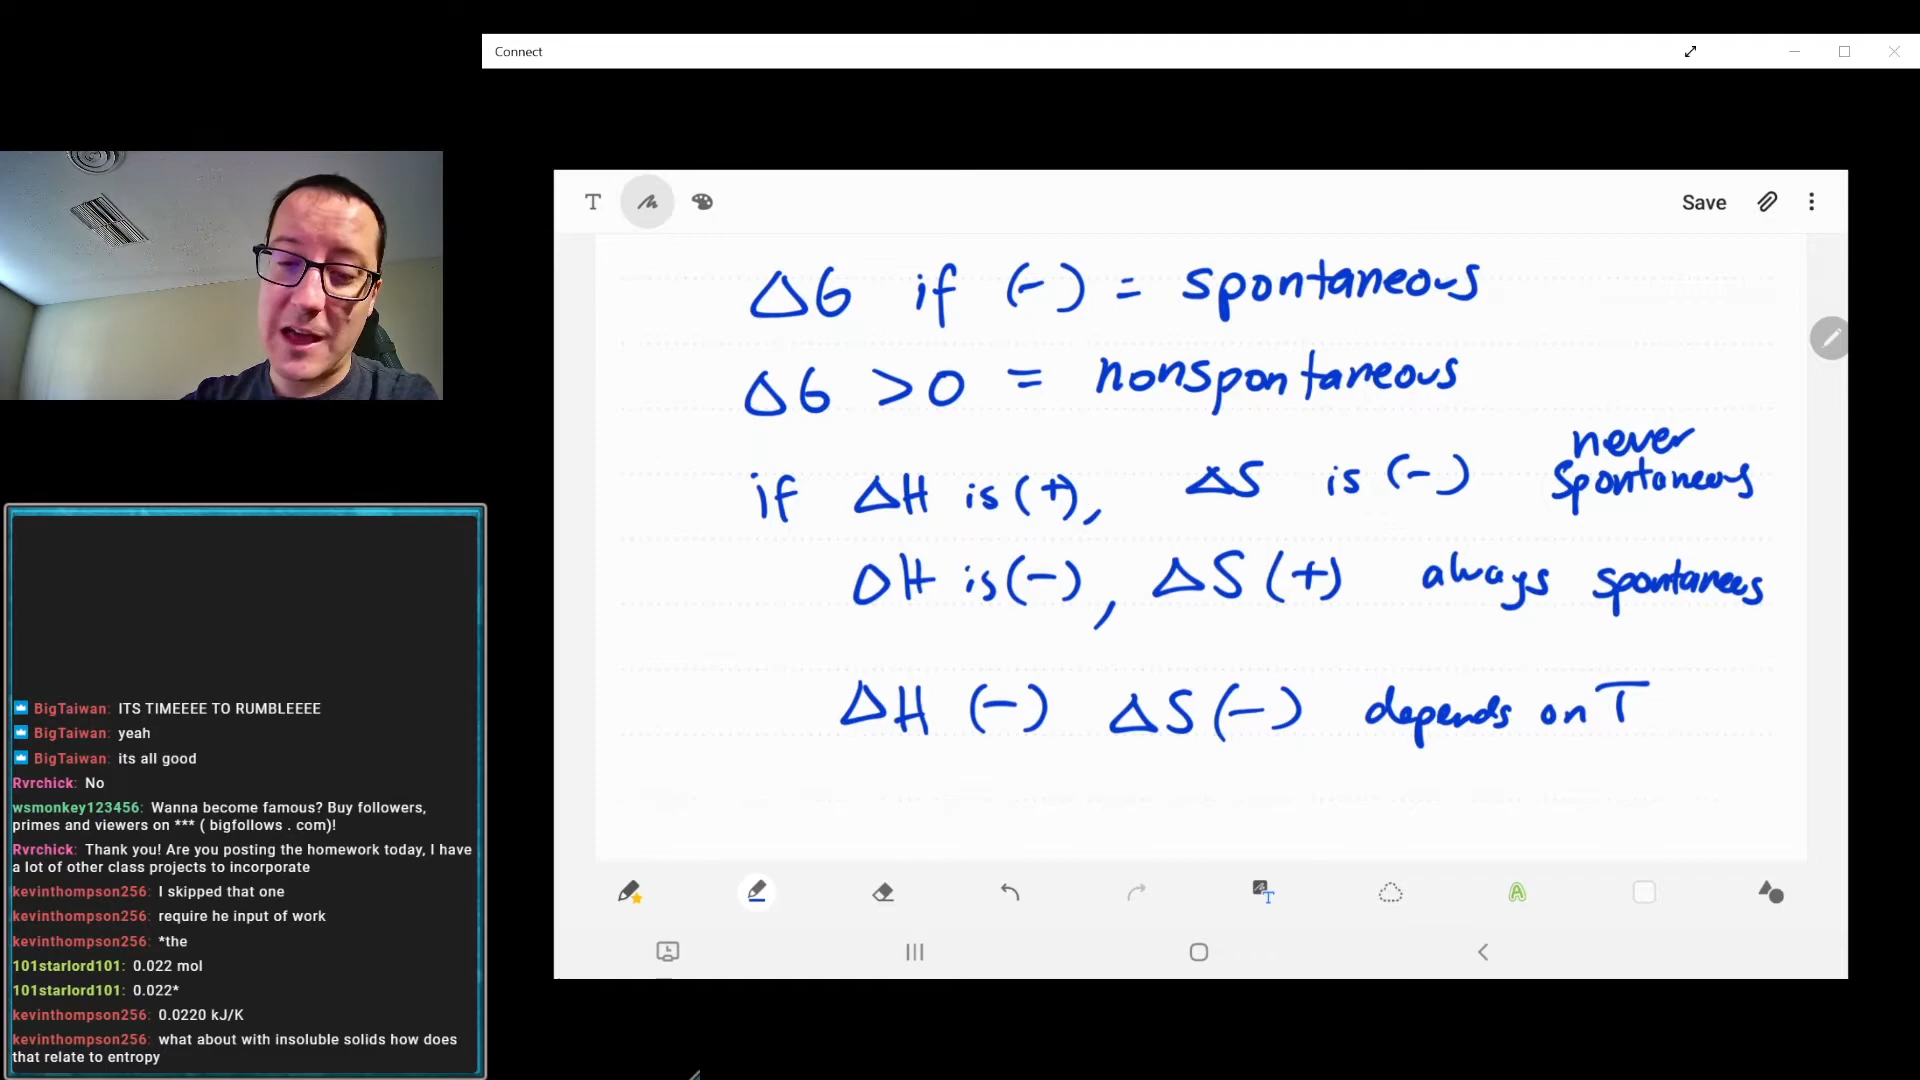 Connect
Save
T
ΔG if (-) = spontaneous
ΔG >0 = nonspontaneous
never
if ΔH is (+), ΔS is (-) spontaneous
ΔH is (-), ΔS (+) always spontaneous
ΔH (-) ΔS (-) depends on T
T
A
BigTaiwan: ITS TIMEEEE TO RUMBLEEEE
BigTaiwan: yeah
BigTaiwan: its all good
Rvrchick: No
wsmonkey123456: Wanna become famous? Buy followers,
primes and viewers on *** ( bigfollows . com)!
Rvrchick: Thank you! Are you posting the homework today, I have
a lot of other class projects to incorporate
kevinthompson256: I skipped that one
kevinthompson256: require he input of work
kevinthompson256: *the
101starlord101: 0.022 mol
101starlord101: 0.022*
kevinthompson256: 0.0220 kJ/K
kevinthompson256: what about with insoluble solids how does
that relate to entropy